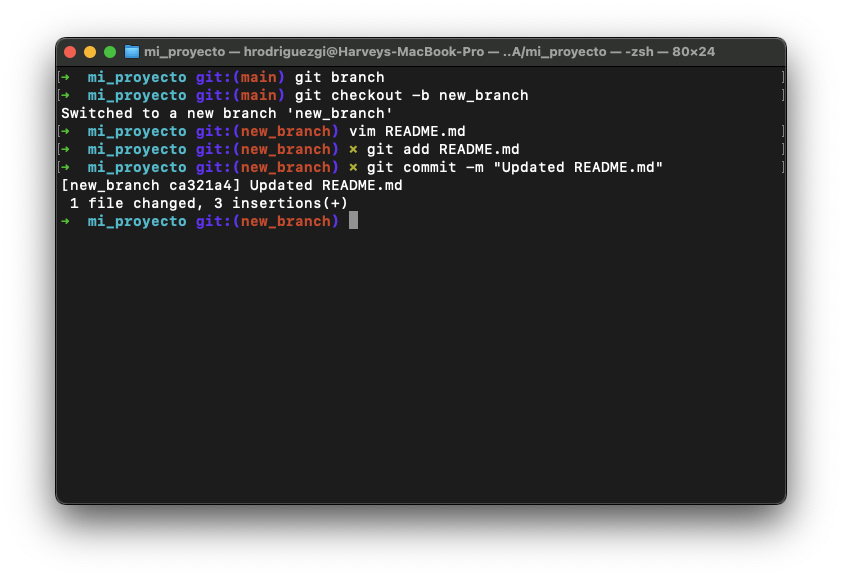 mi_proyecto — hrodriguezgi@Harveys-MacBook-Pro — ..A/mi_proyecto — -zsh — 80×24
[➜  mi_proyecto git:(main) git branch ]
[➜  mi_proyecto git:(main) git checkout -b new_branch ]
Switched to a new branch 'new_branch'
[➜  mi_proyecto git:(new_branch) vim README.md ]
[➜  mi_proyecto git:(new_branch) ✗ git add README.md ]
[➜  mi_proyecto git:(new_branch) ✗ git commit -m "Updated README.md" ]
[new_branch ca321a4] Updated README.md
 1 file changed, 3 insertions(+)
➜  mi_proyecto git:(new_branch)